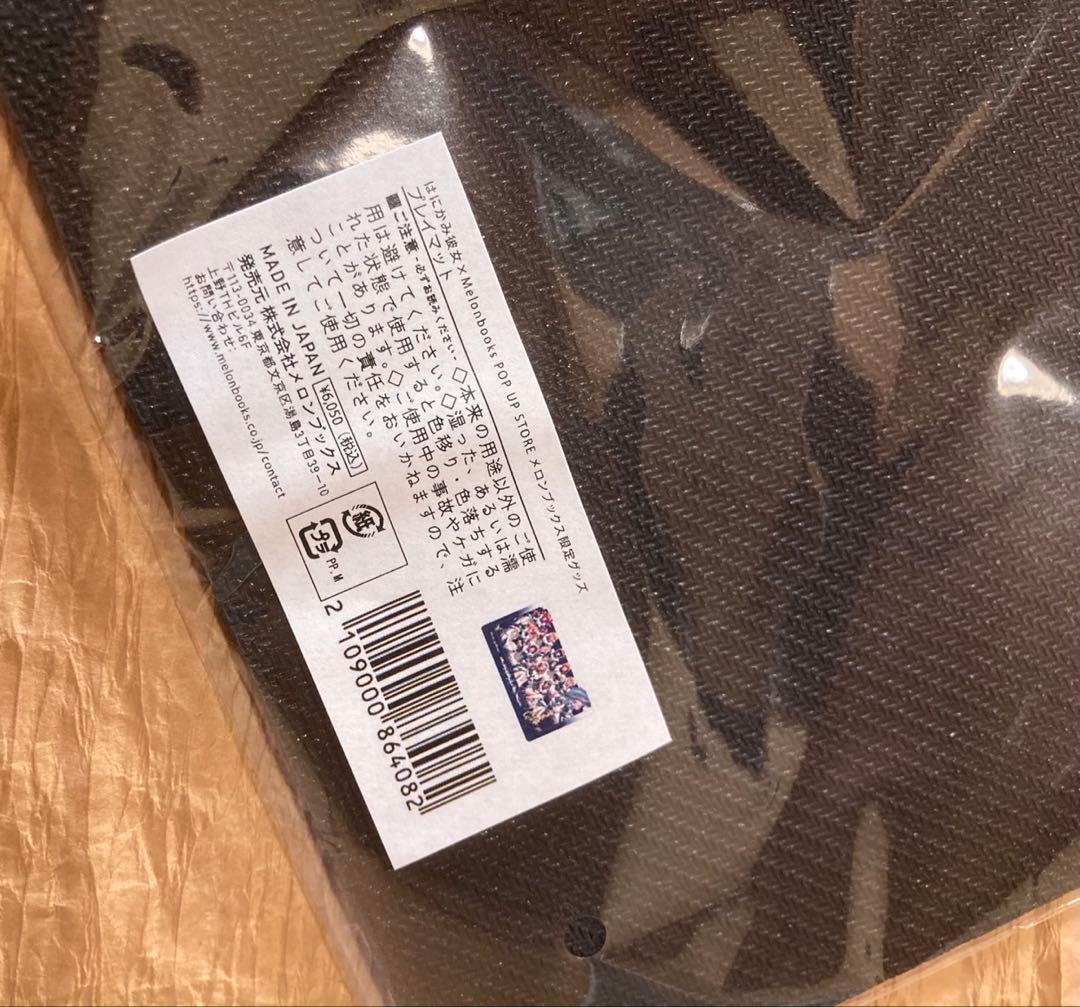 はにかみ彼女×Melonbooks POP UP STORE メロンブックス限定グッズ
プレイマット
■ご注意・必ずお読みください・◇本来の用途以外のご使
用は避けてください。◇湿った、あるいは濡
れた状態で使用すると色移り・色落ちする
ことがあります。◇ご使用中の事故やケガに
ついて一切の責任をおいかねますので、注
意してご使用ください。
MADE IN JAPAN ¥6,050（税込）
発売元 株式会社メロンブックス
〒113-0034 東京都文京区湯島3丁目39-10
上野THビル6F
お問い合わせ:
https://www.melonbooks.co.jp/contact
紙
プラ
PP, M
2 109000 864082